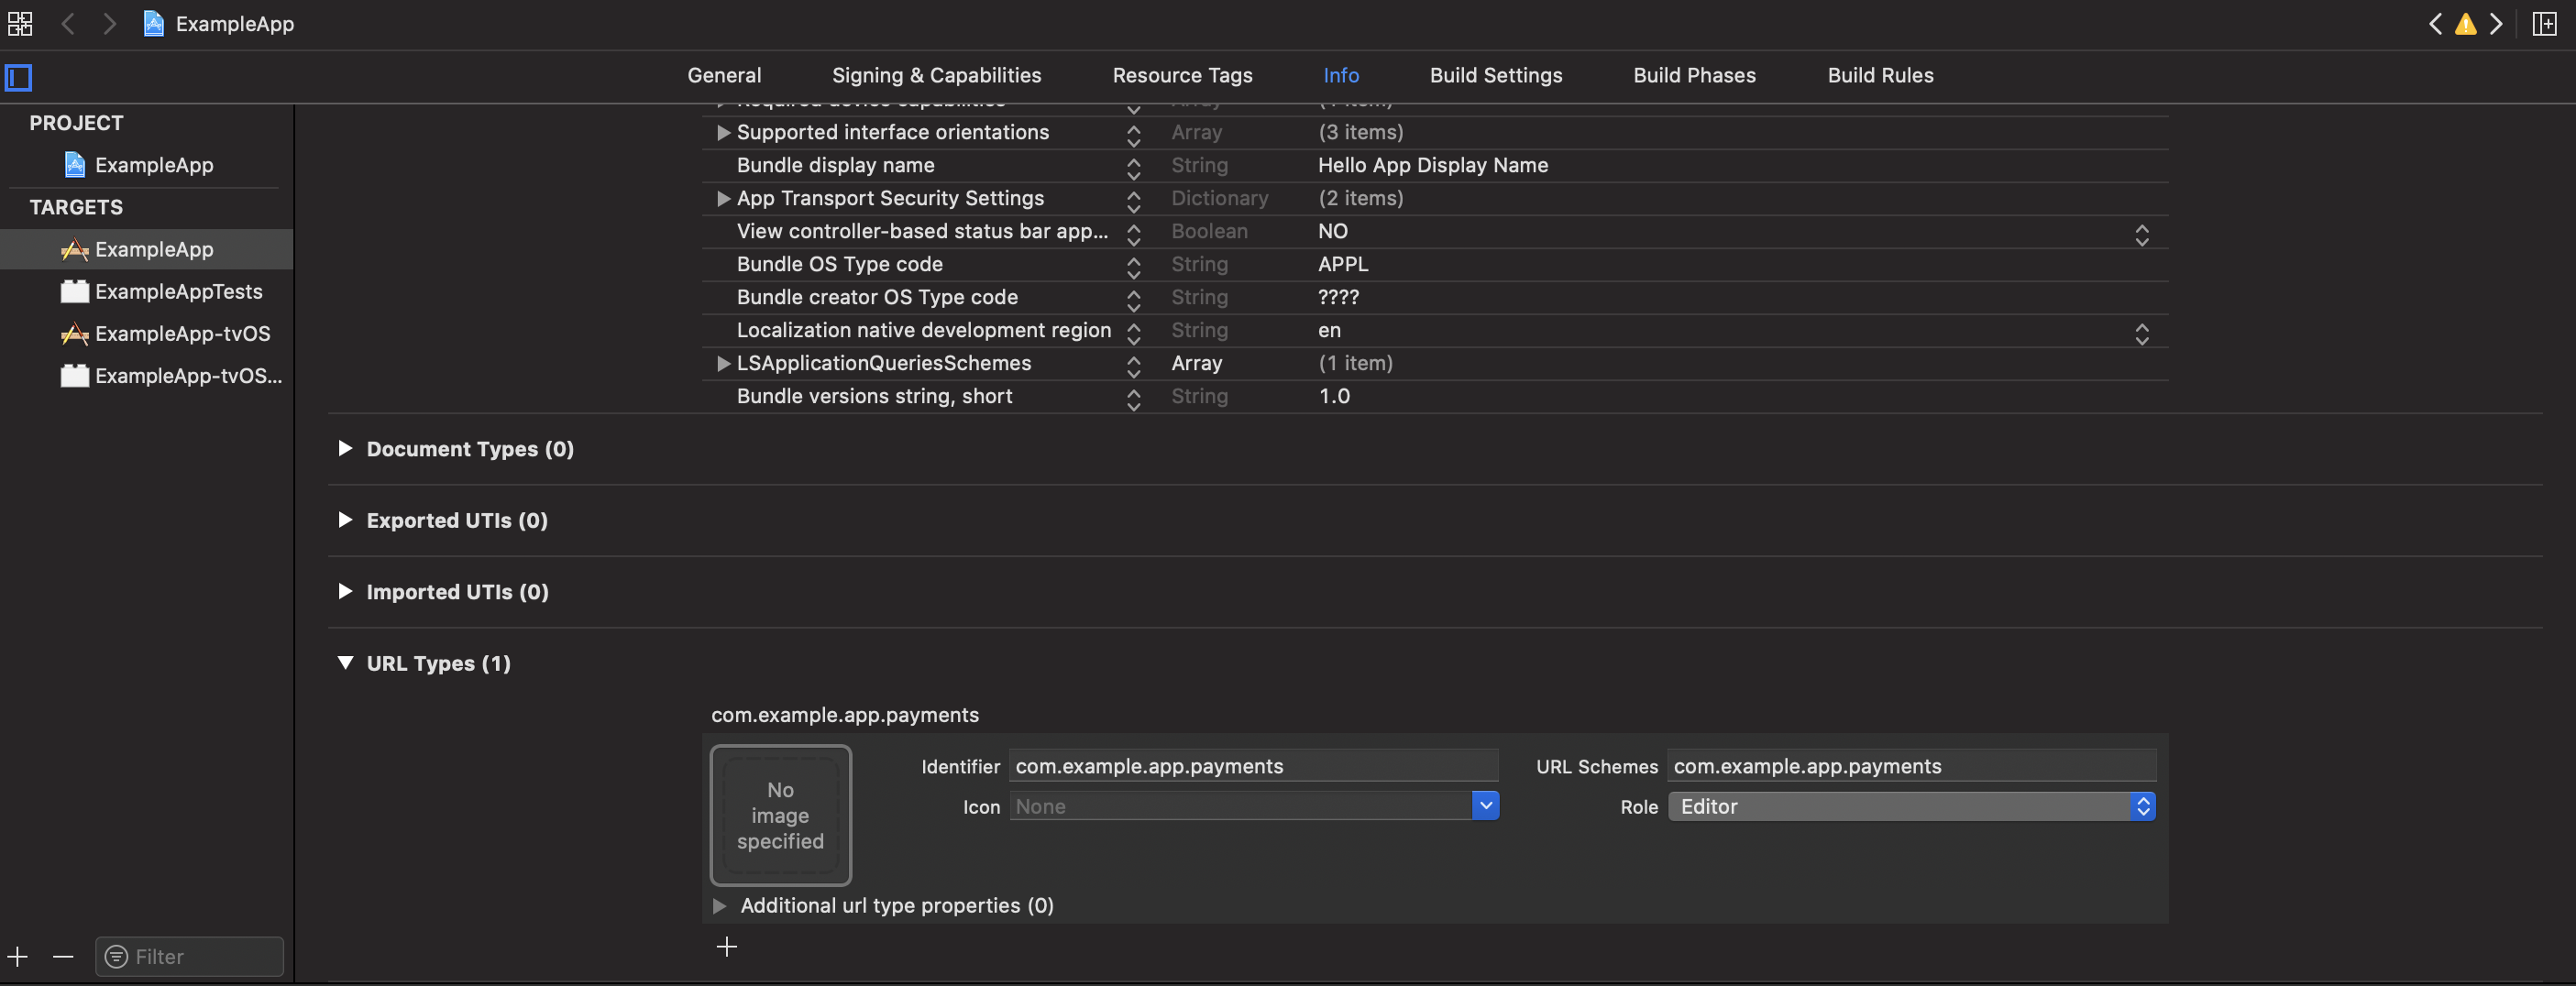 ExampleApp
General Signing & Capabilities Resource Tags Info Build Settings Build Phases Build Rules
PROJECT
ExampleApp
TARGETS
ExampleApp
ExampleAppTests
ExampleApp-tvOS
ExampleApp-tvOS...
Filter
Required device capabilities Array (1 item)
Supported interface orientations Array (3 items)
Bundle display name String Hello App Display Name
App Transport Security Settings Dictionary (2 items)
View controller-based status bar app... Boolean NO
Bundle OS Type code String APPL
Bundle creator OS Type code String ????
Localization native development region String en
LSApplicationQueriesSchemes Array (1 item)
Bundle versions string, short String 1.0
Document Types (0)
Exported UTIs (0)
Imported UTIs (0)
URL Types (1)
com.example.app.payments
No
image
specified
Identifier com.example.app.payments URL Schemes com.example.app.payments
Icon None Role Editor
Additional url type properties (0)